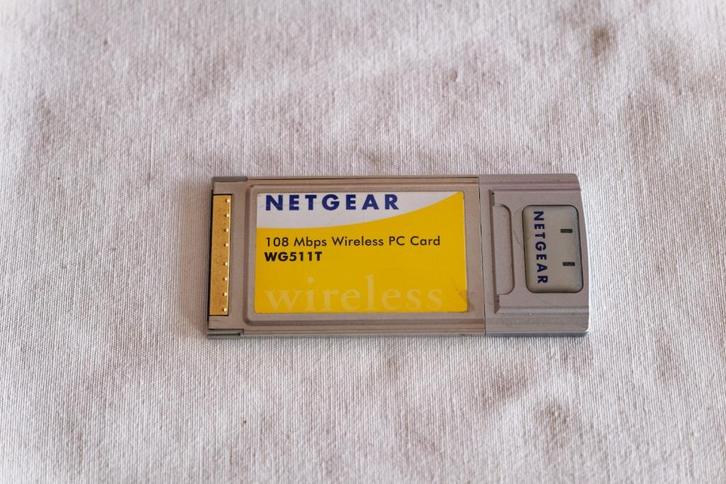 NETGEAR
108 Mbps Wireless PC Card
WG511T
wireless
NETGEAR